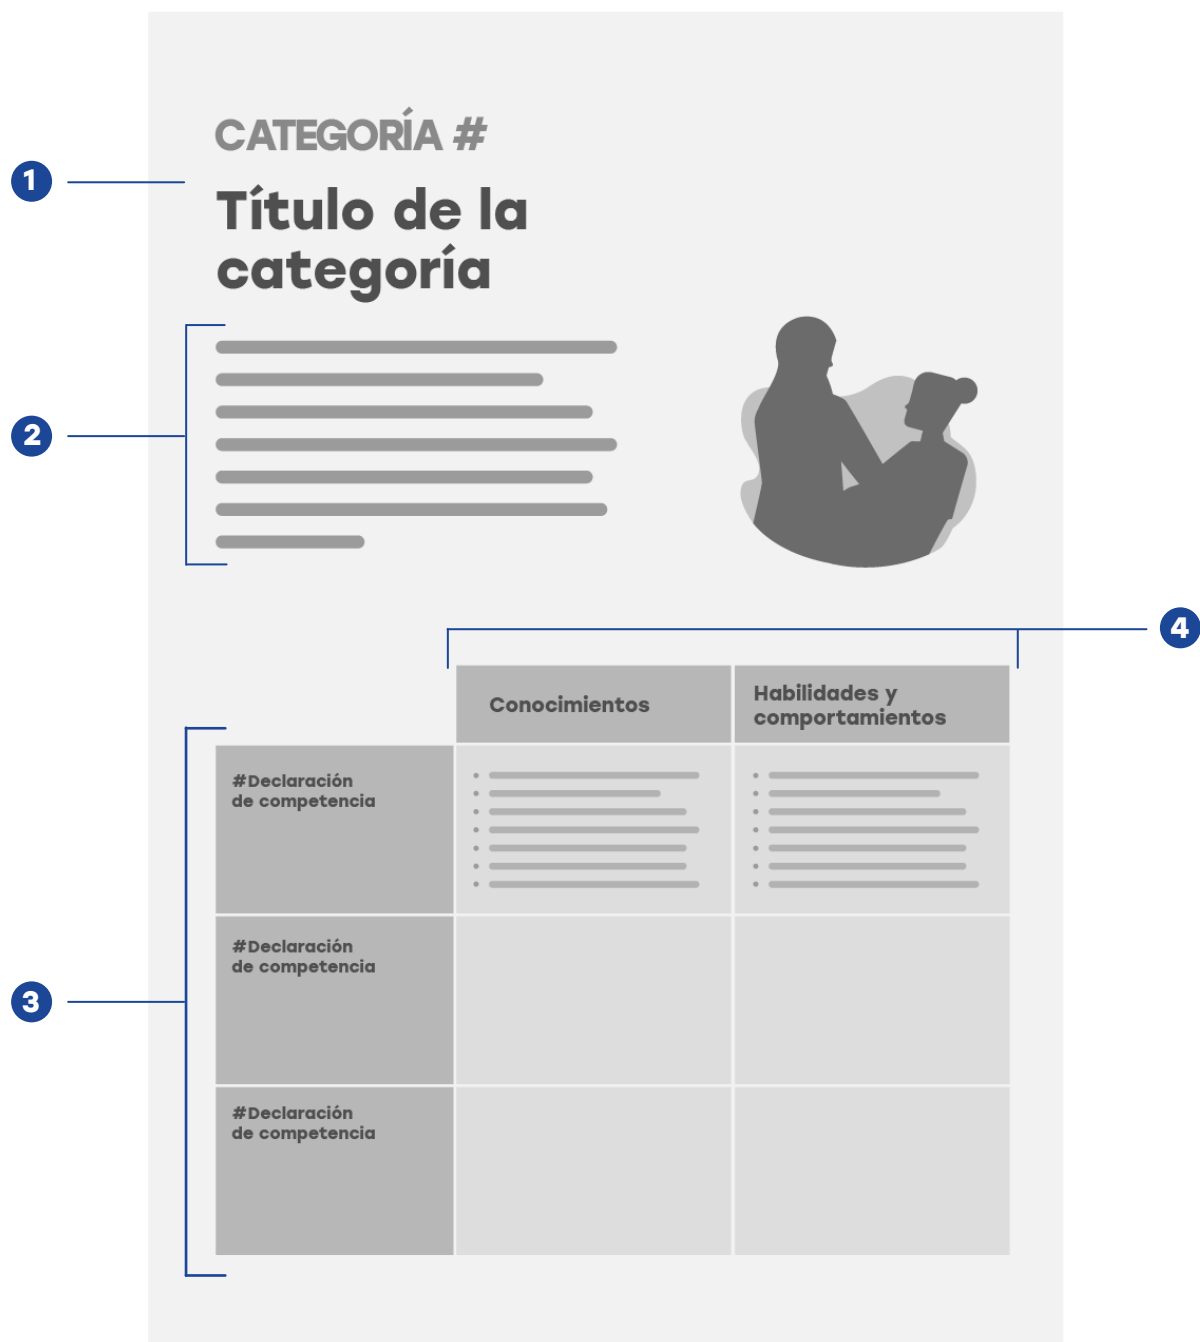 CATEGORÍA #
1
Título de la
categoría
2
4
Conocimientos
Habilidades y
comportamientos
#Declaración
de competencia
#Declaración
de competencia
3
#Declaración
de competencia